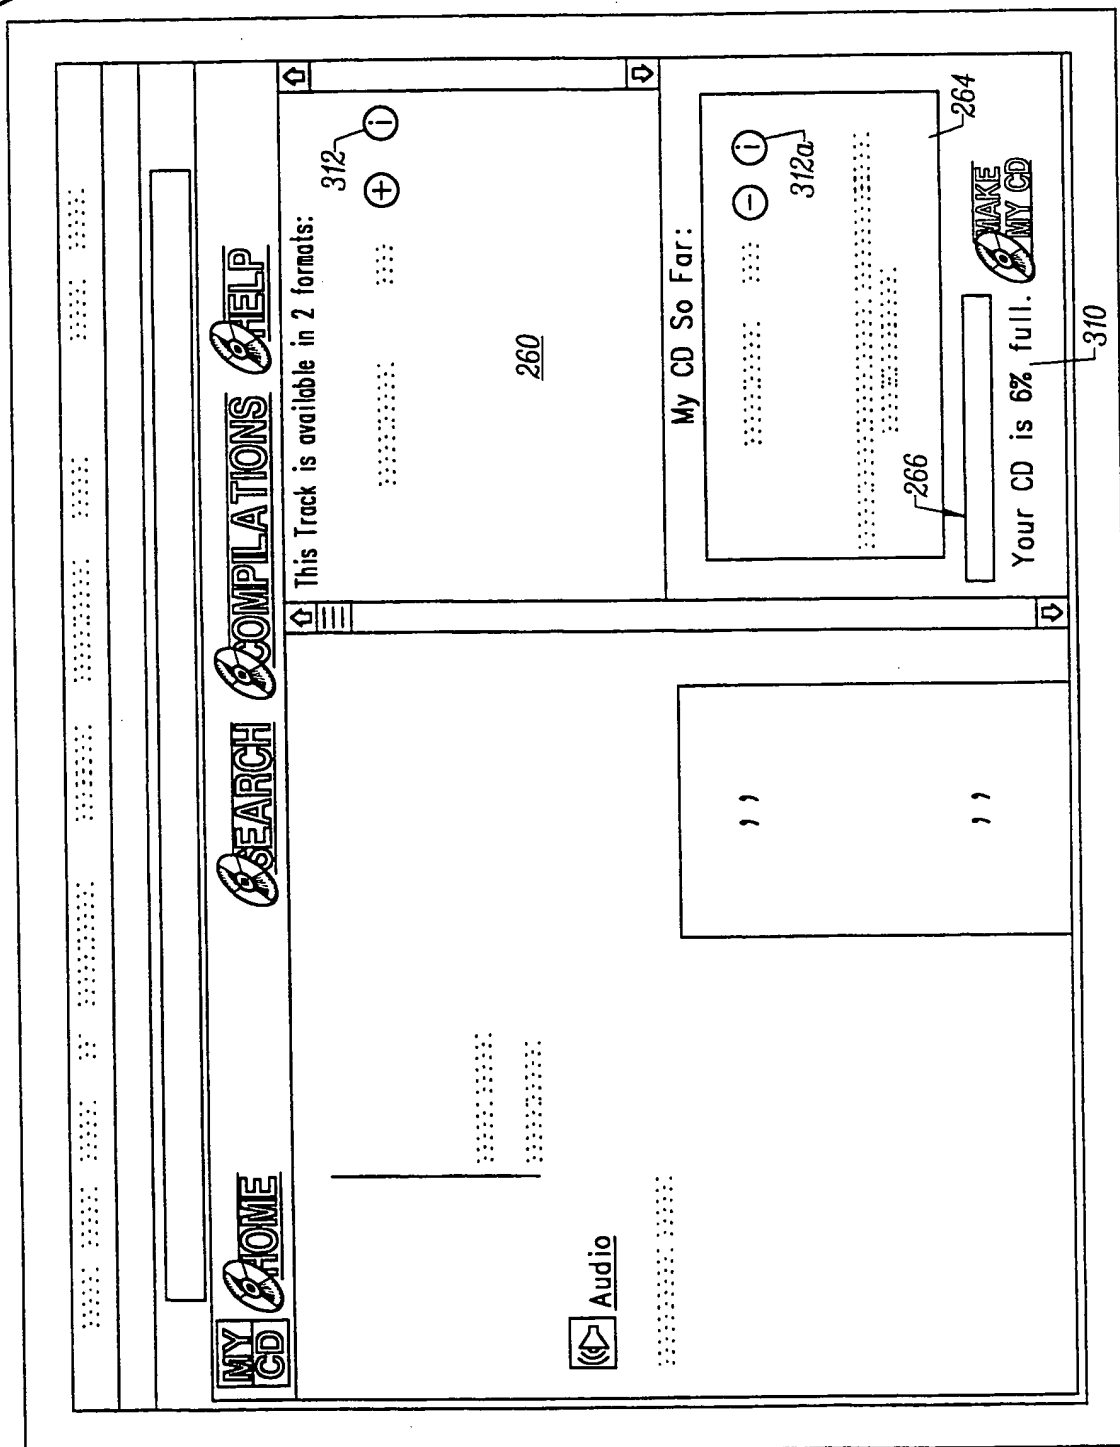 MY CD
HOME
SEARCH
COMPILATIONS
HELP
This Track is available in 2 formats:
312
+
i
260
Audio
My CD So Far:
−
i
312a
264
266
Your CD is 6% full.
MAKE
MY CD
310